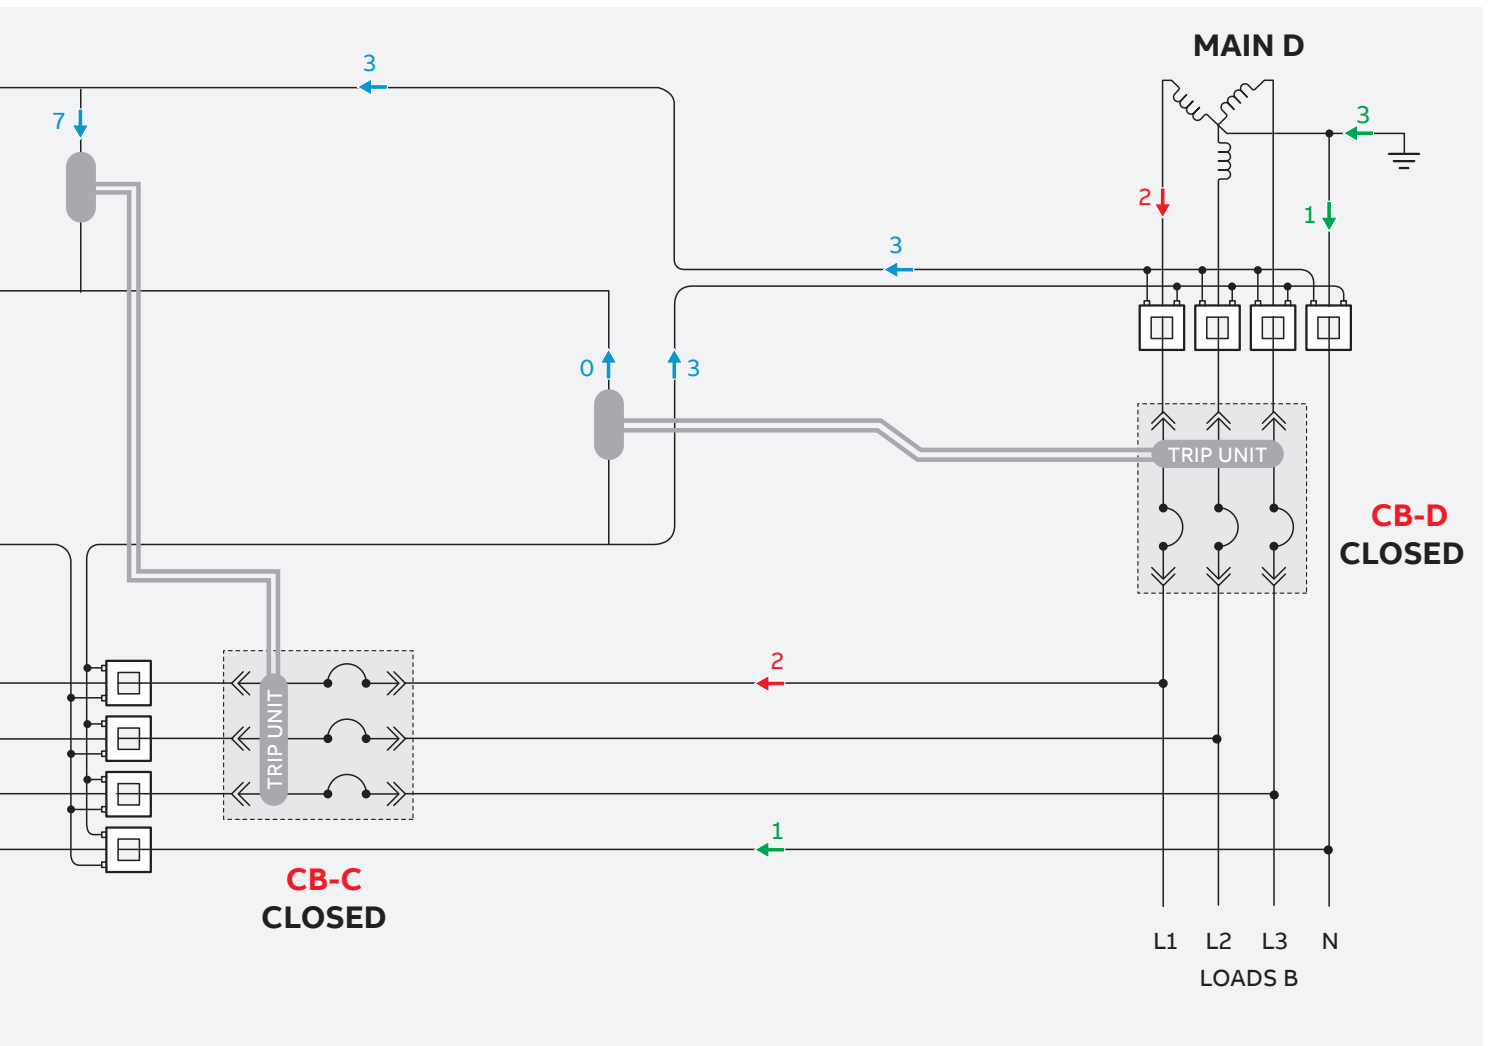 MAIN D
3
7
3
2
1
3
0
3
TRIP UNIT
CB-D
CLOSED
2
TRIP UNIT
1
CB-C
CLOSED
L1 L2 L3 N
LOADS B